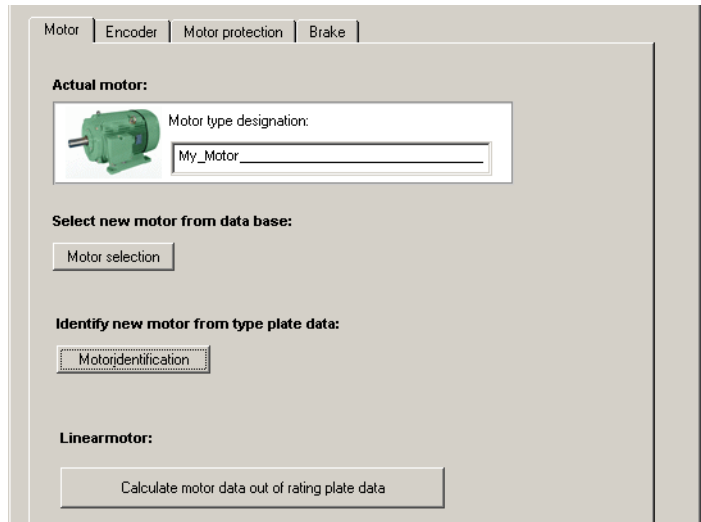 Motor Encoder Motor protection Brake
Actual motor:
Motor type designation:
My_Motor________________________________
Select new motor from data base:
Motor selection
Identify new motor from type plate data:
Motoridentification
Linearmotor:
Calculate motor data out of rating plate data